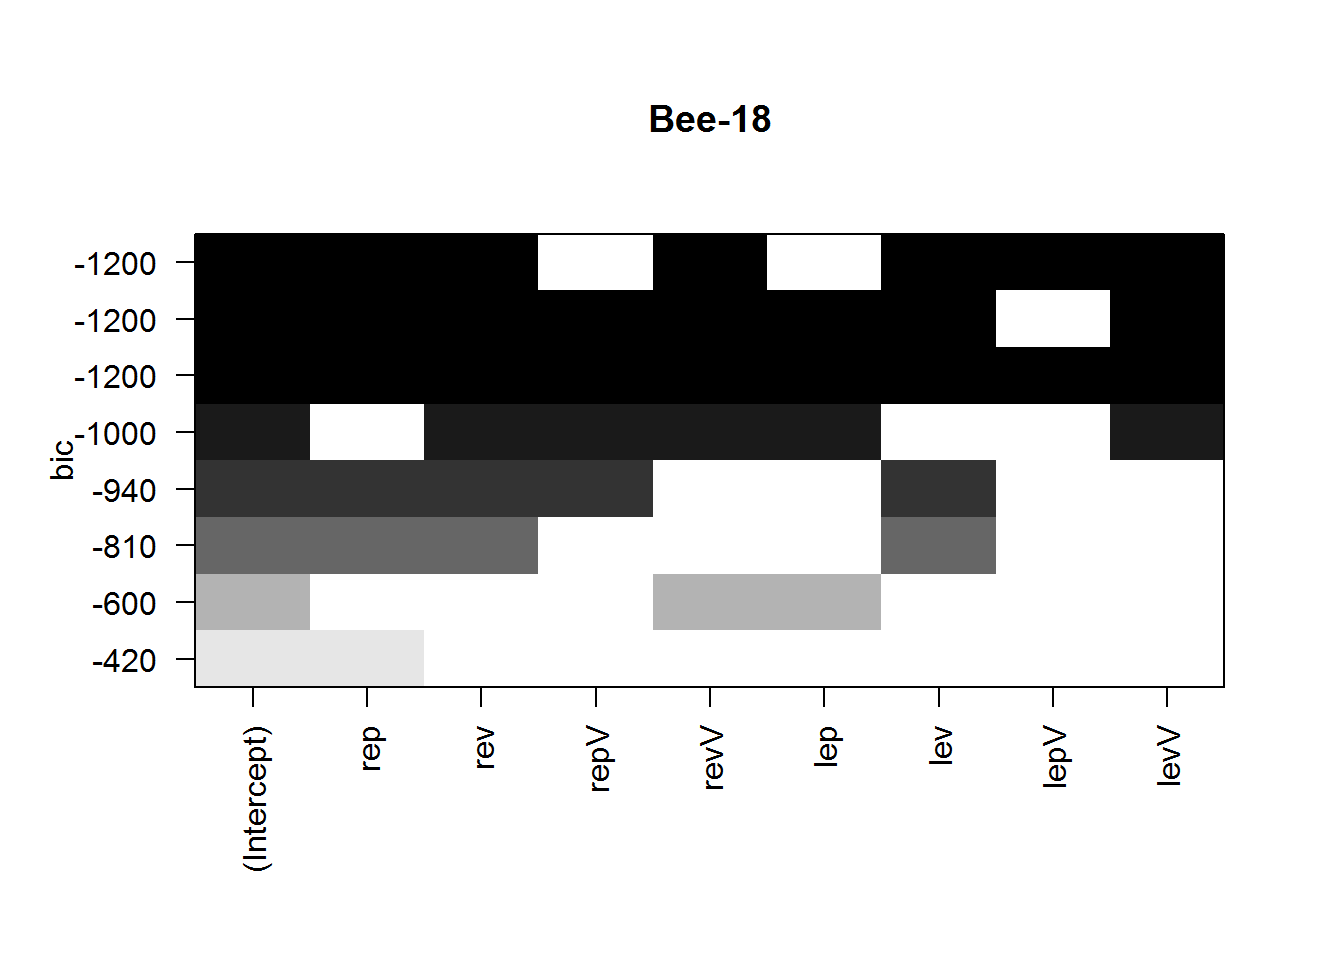 Bee-18
bic
-1200
-1200
-1200
-1000
-940
-810
-600
-420
(Intercept)
rep
rev
repV
revV
lep
lev
lepV
levV